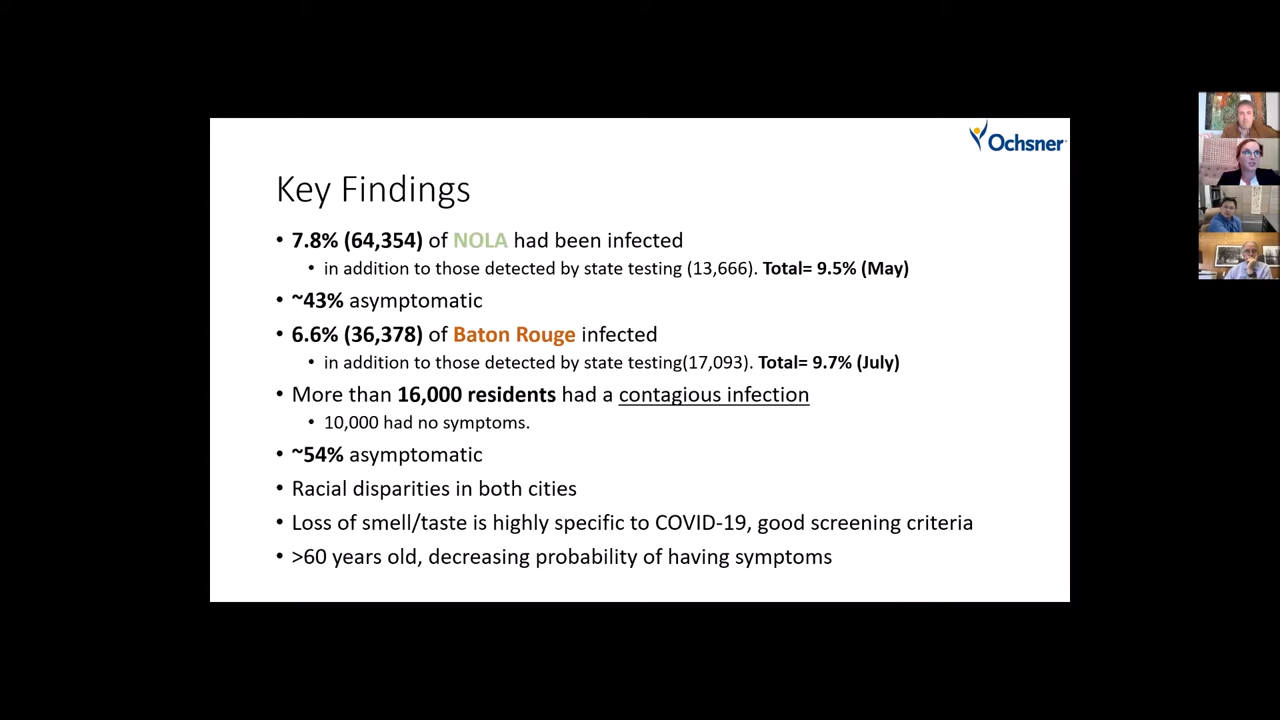 Ochsner
Key Findings
• 7.8% (64,354) of NOLA had been infected
• in addition to those detected by state testing (13,666). Total= 9.5% (May)
• ~43% asymptomatic
• 6.6% (36,378) of Baton Rouge infected
• in addition to those detected by state testing(17,093). Total= 9.7% (July)
• More than 16,000 residents had a contagious infection
• 10,000 had no symptoms.
• ~54% asymptomatic
• Racial disparities in both cities
• Loss of smell/taste is highly specific to COVID-19, good screening criteria
• >60 years old, decreasing probability of having symptoms